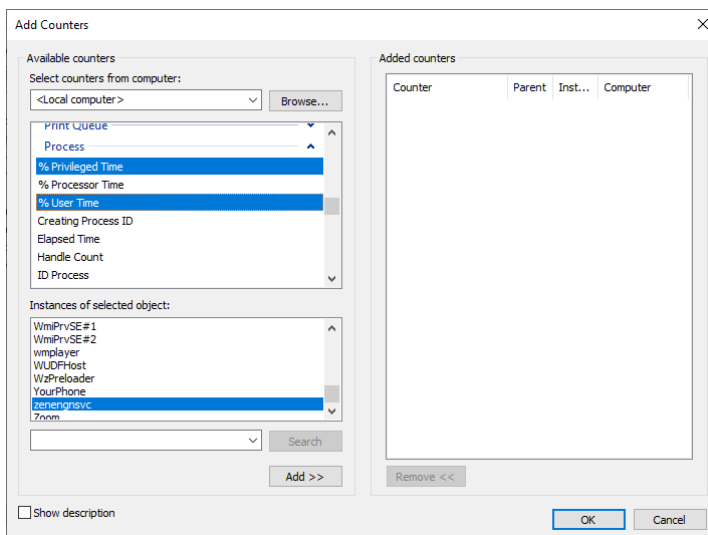 Add Counters
Available counters
Select counters from computer:
<Local computer>
Browse...
Print Queue
Process
% Privileged Time
% Processor Time
% User Time
Creating Process ID
Elapsed Time
Handle Count
ID Process
Instances of selected object:
WmiPrvSE#1
WmiPrvSE#2
wmplayer
WUDFHost
WzPreloader
YourPhone
zenengnsvc
Zoom
Search
Add >>
Show description
Added counters
Counter Parent Inst... Computer
Remove <<
OK Cancel